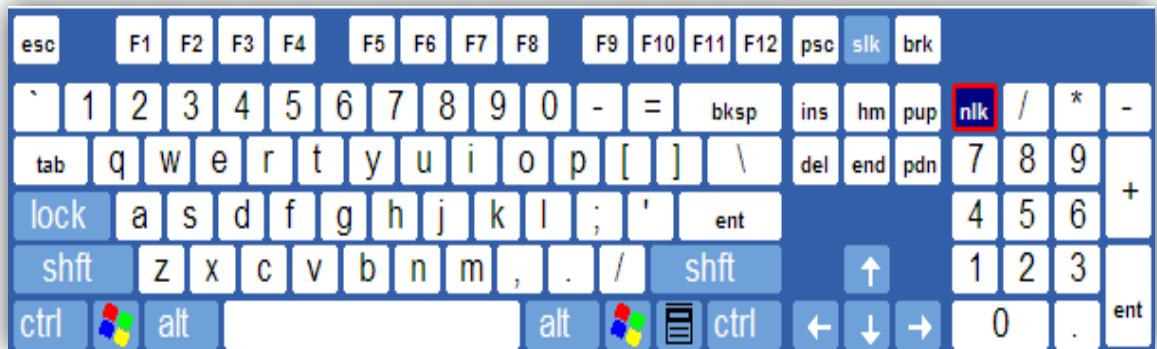 esc F1 F2 F3 F4 F5 F6 F7 F8 F9 F10 F11 F12 psc slk brk
` 1 2 3 4 5 6 7 8 9 0 - = bksp ins hm pup nlk / * -
tab q w e r t y u i o p [ ] \ del end pdn 7 8 9 +
lock a s d f g h j k l ; ' ent 4 5 6
shft z x c v b n m , . / shft ↑ 1 2 3 ent
ctrl alt alt ctrl ← ↓ → 0 .